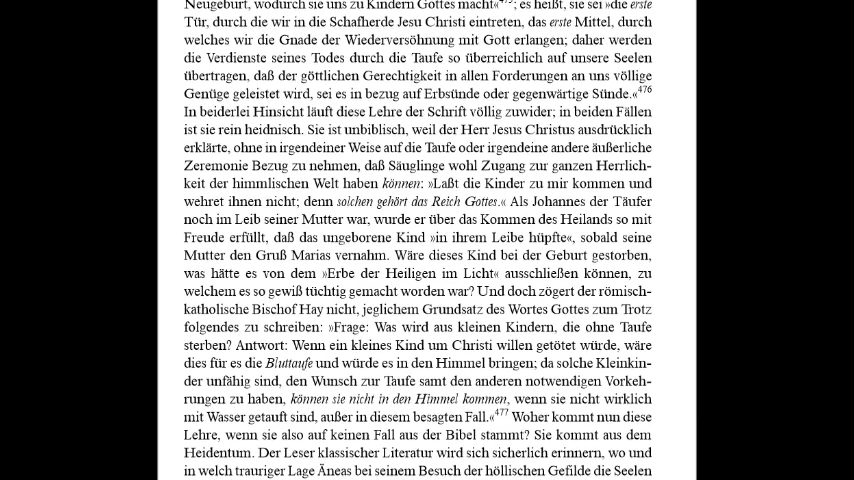 Neugeburt, wodurch sie uns zu Kindern Gottes macht«475; es heißt, sie sei »die erste
Tür, durch die wir in die Schafherde Jesu Christi eintreten, das erste Mittel, durch
welches wir die Gnade der Wiederversöhnung mit Gott erlangen; daher werden
die Verdienste seines Todes durch die Taufe so überreichlich auf unsere Seelen
übertragen, daß der göttlichen Gerechtigkeit in allen Forderungen an uns völlige
Genüge geleistet wird, sei es in bezug auf Erbsünde oder gegenwärtige Sünde.«476
In beiderlei Hinsicht läuft diese Lehre der Schrift völlig zuwider; in beiden Fällen
ist sie rein heidnisch. Sie ist unbiblisch, weil der Herr Jesus Christus ausdrücklich
erklärte, ohne in irgendeiner Weise auf die Taufe oder irgendeine andere äußerliche
Zeremonie Bezug zu nehmen, daß Säuglinge wohl Zugang zur ganzen Herrlich-
keit der himmlischen Welt haben können: »Laßt die Kinder zu mir kommen und
wehret ihnen nicht; denn solchen gehört das Reich Gottes.« Als Johannes der Täufer
noch im Leib seiner Mutter war, wurde er über das Kommen des Heilands so mit
Freude erfüllt, daß das ungeborene Kind »in ihrem Leibe hüpfte«, sobald seine
Mutter den Gruß Marias vernahm. Wäre dieses Kind bei der Geburt gestorben,
was hätte es von dem »Erbe der Heiligen im Licht« ausschließen können, zu
welchem es so gewiß tüchtig gemacht worden war? Und doch zögert der römisch-
katholische Bischof Hay nicht, jeglichem Grundsatz des Wortes Gottes zum Trotz
folgendes zu schreiben: »Frage: Was wird aus kleinen Kindern, die ohne Taufe
sterben? Antwort: Wenn ein kleines Kind um Christi willen getötet würde, wäre
dies für es die Bluttaufe und würde es in den Himmel bringen; da solche Kleinkin-
der unfähig sind, den Wunsch zur Taufe samt den anderen notwendigen Vorkeh-
rungen zu haben, können sie nicht in den Himmel kommen, wenn sie nicht wirklich
mit Wasser getauft sind, außer in diesem besagten Fall.«477 Woher kommt nun diese
Lehre, wenn sie also auf keinen Fall aus der Bibel stammt? Sie kommt aus dem
Heidentum. Der Leser klassischer Literatur wird sich sicherlich erinnern, wo und
in welch trauriger Lage Äneas bei seinem Besuch der höllischen Gefilde die Seelen